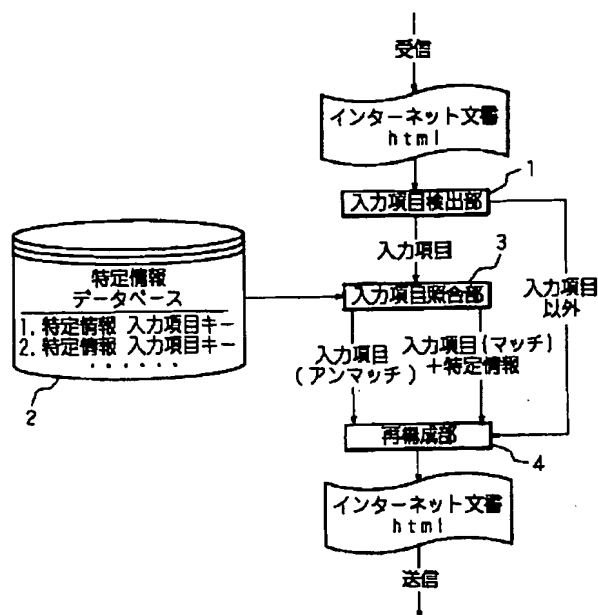 受信
インターネット文書
html
1
入力項目検出部
入力項目
3
特定情報
データベース
1. 特定情報 入力項目キー
2. 特定情報 入力項目キー
・・・・・・
2
入力項目照合部
入力項目
以外
入力項目
(アンマッチ)
入力項目(マッチ)
+特定情報
再構成部
4
インターネット文書
html
送信